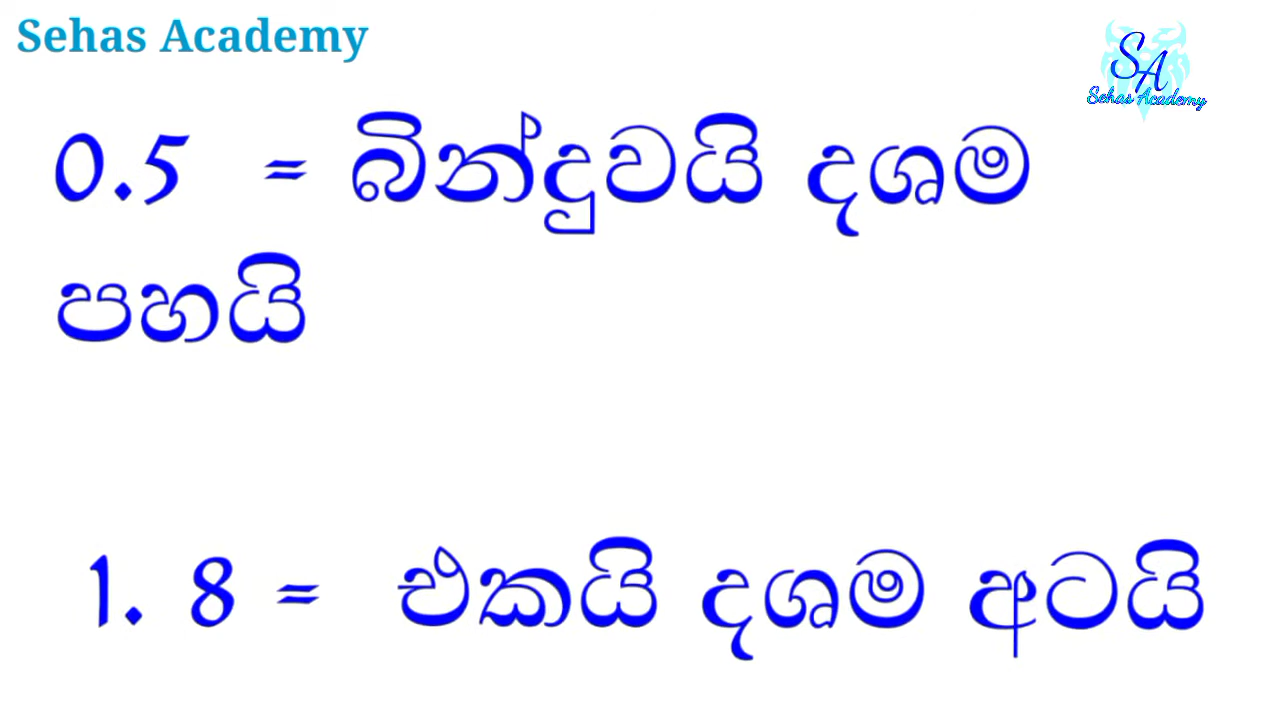 Sehas Academy
SA
Sehas Academy
0.5 = බින්දුවයි දශම
පහයි
1. 8 = එකයි දශම අටයි